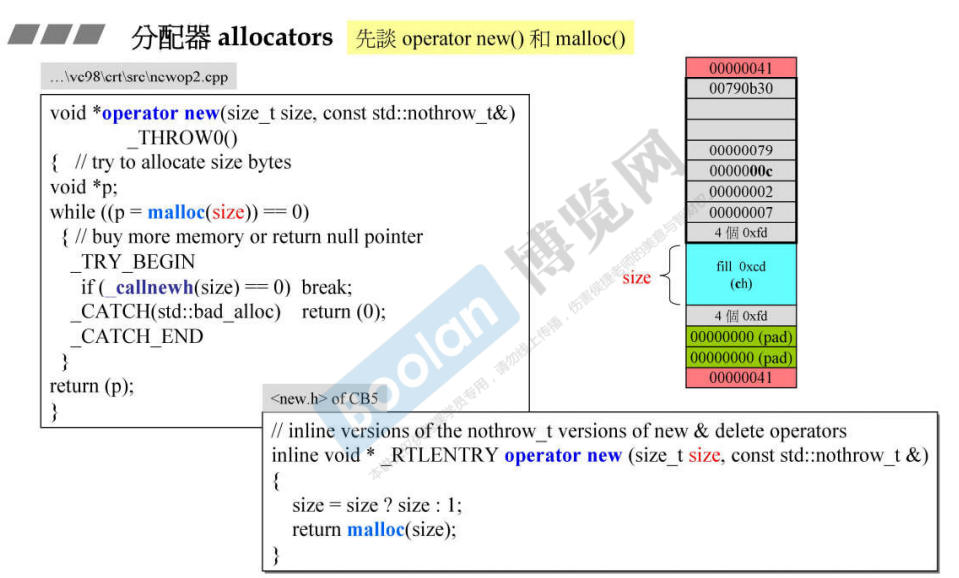 分配器 allocators
先談 operator new() 和 malloc()
…\vc98\crt\src\newop2.cpp
void *operator new(size_t size, const std::nothrow_t&)
_THROW0()
{ // try to allocate size bytes
void *p;
while ((p = malloc(size)) == 0)
{ // buy more memory or return null pointer
_TRY_BEGIN
if (_callnewh(size) == 0) break;
_CATCH(std::bad_alloc) return (0);
_CATCH_END
}
return (p);
}
<new.h> of CB5
// inline versions of the nothrow_t versions of new & delete operators
inline void * _RTLENTRY operator new (size_t size, const std::nothrow_t &)
{
size = size ? size : 1;
return malloc(size);
}
00000041
00790b30
00000079
0000000c
00000002
00000007
4 個 0xfd
size
fill 0xcd
(ch)
4 個 0xfd
00000000 (pad)
00000000 (pad)
00000041
Boolan
博览网